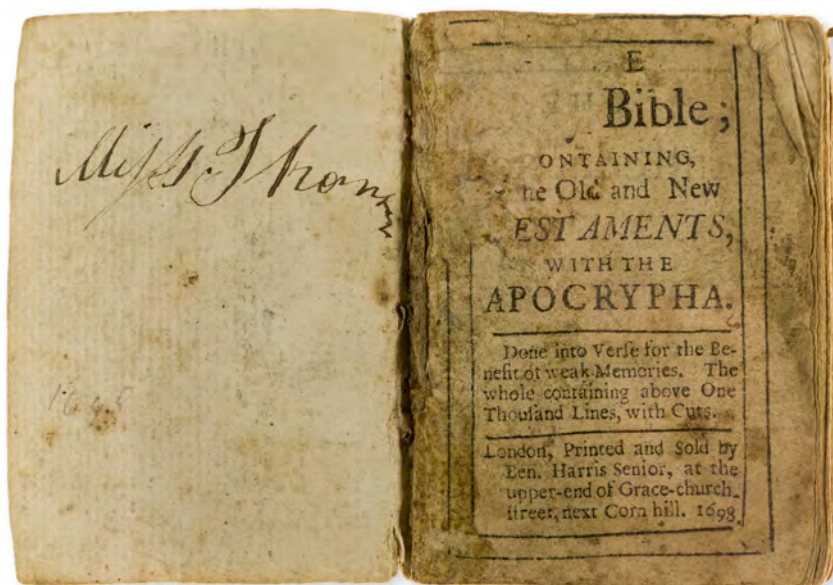 Miſs. Thom
1698
E
y Bible;
ONTAINING,
he Old and New
ESTAMENTS,
WITH THE
APOCRYPHA.
Done into Verſe for the Be-
nefit of weak Memories. The
whole containing above One
Thouſand Lines, with Cuts.
London, Printed and Sold by
Ben. Harris Senior, at the
upper-end of Grace-church-
ſtreet, next Corn hill. 1698